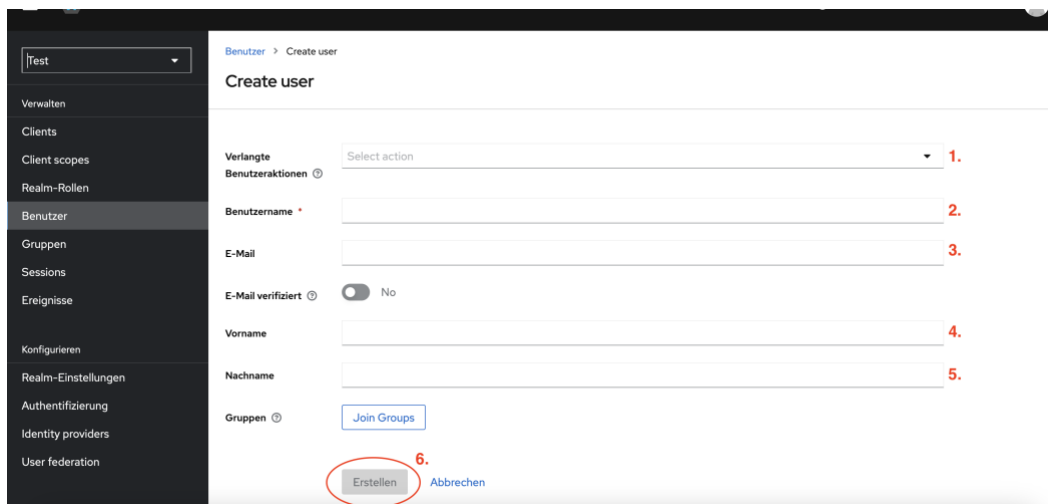 Test
Verwalten
Clients
Client scopes
Realm-Rollen
Benutzer
Gruppen
Sessions
Ereignisse
Konfigurieren
Realm-Einstellungen
Authentifizierung
Identity providers
User federation
Benutzer > Create user
Create user
Verlangte Benutzeraktionen Select action 1.
Benutzername * 2.
E-Mail 3.
E-Mail verifiziert No
Vorname 4.
Nachname 5.
Gruppen Join Groups
6.
Erstellen Abbrechen